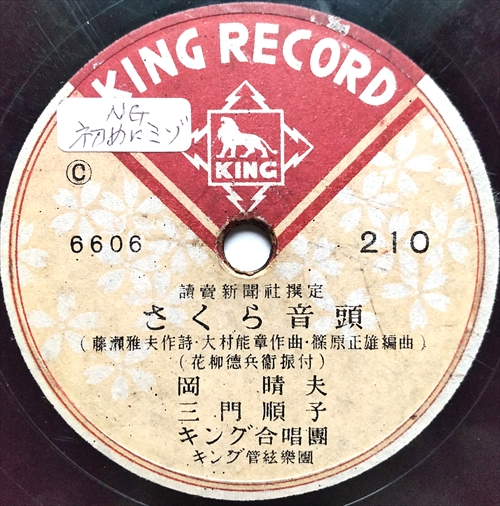 KING RECORD
NG
初めにミゾ
KING
Ⓒ
6606
210
讀賣新聞社撰定
さくら音頭
(藤瀬雅夫作詩・大村能章作曲・篠原正雄編曲)
(花柳德兵衞振付)
岡晴夫
三門順子
キング合唱團
キング管絃樂團